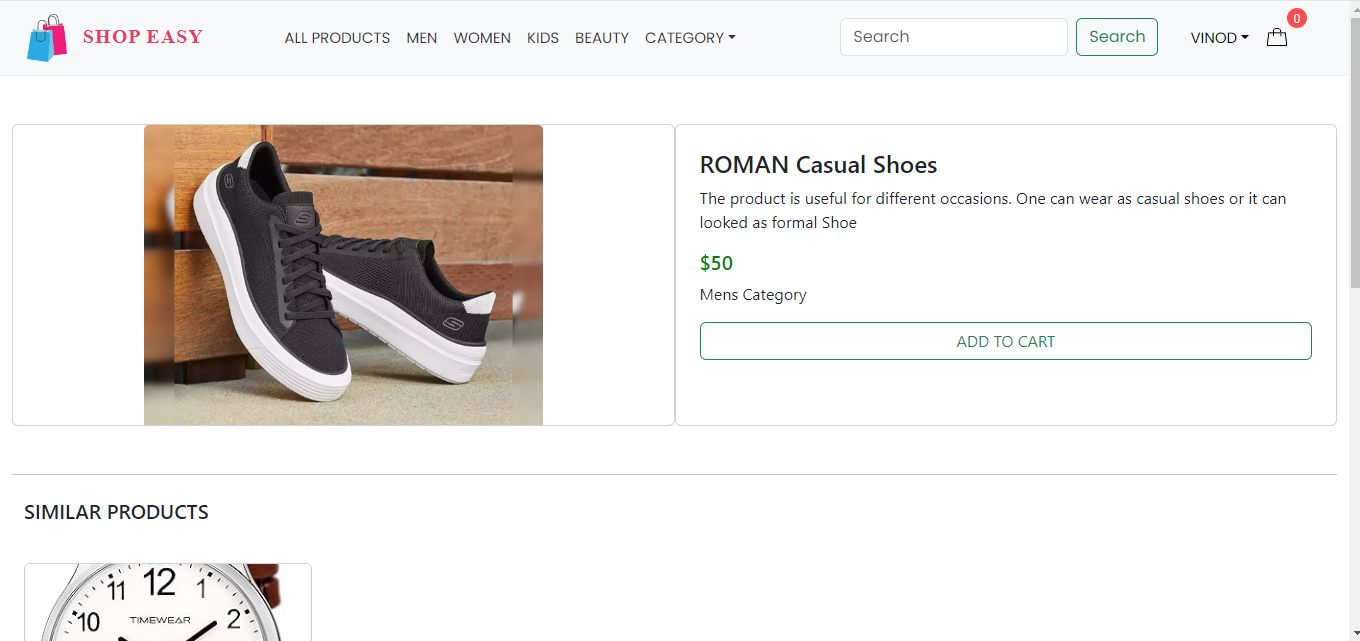 SHOP EASY
ALL PRODUCTS MEN WOMEN KIDS BEAUTY CATEGORY
Search Search VINOD 0
ROMAN Casual Shoes
The product is useful for different occasions. One can wear as casual shoes or it can
looked as formal Shoe
$50
Mens Category
ADD TO CART
SIMILAR PRODUCTS
11 12 1
10 TIMEWEAR 2